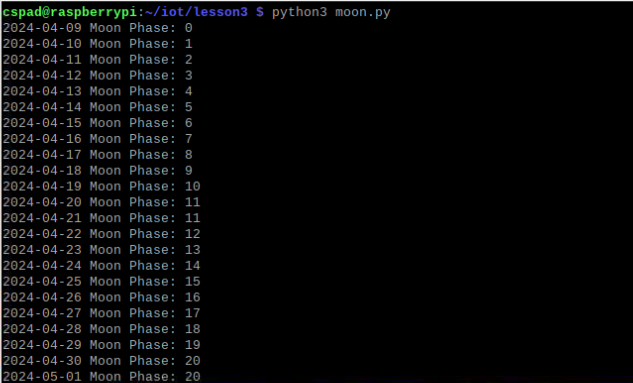 cspad@raspberrypi:~/iot/lesson3 $ python3 moon.py
2024-04-09 Moon Phase: 0
2024-04-10 Moon Phase: 1
2024-04-11 Moon Phase: 2
2024-04-12 Moon Phase: 3
2024-04-13 Moon Phase: 4
2024-04-14 Moon Phase: 5
2024-04-15 Moon Phase: 6
2024-04-16 Moon Phase: 7
2024-04-17 Moon Phase: 8
2024-04-18 Moon Phase: 9
2024-04-19 Moon Phase: 10
2024-04-20 Moon Phase: 11
2024-04-21 Moon Phase: 11
2024-04-22 Moon Phase: 12
2024-04-23 Moon Phase: 13
2024-04-24 Moon Phase: 14
2024-04-25 Moon Phase: 15
2024-04-26 Moon Phase: 16
2024-04-27 Moon Phase: 17
2024-04-28 Moon Phase: 18
2024-04-29 Moon Phase: 19
2024-04-30 Moon Phase: 20
2024-05-01 Moon Phase: 20